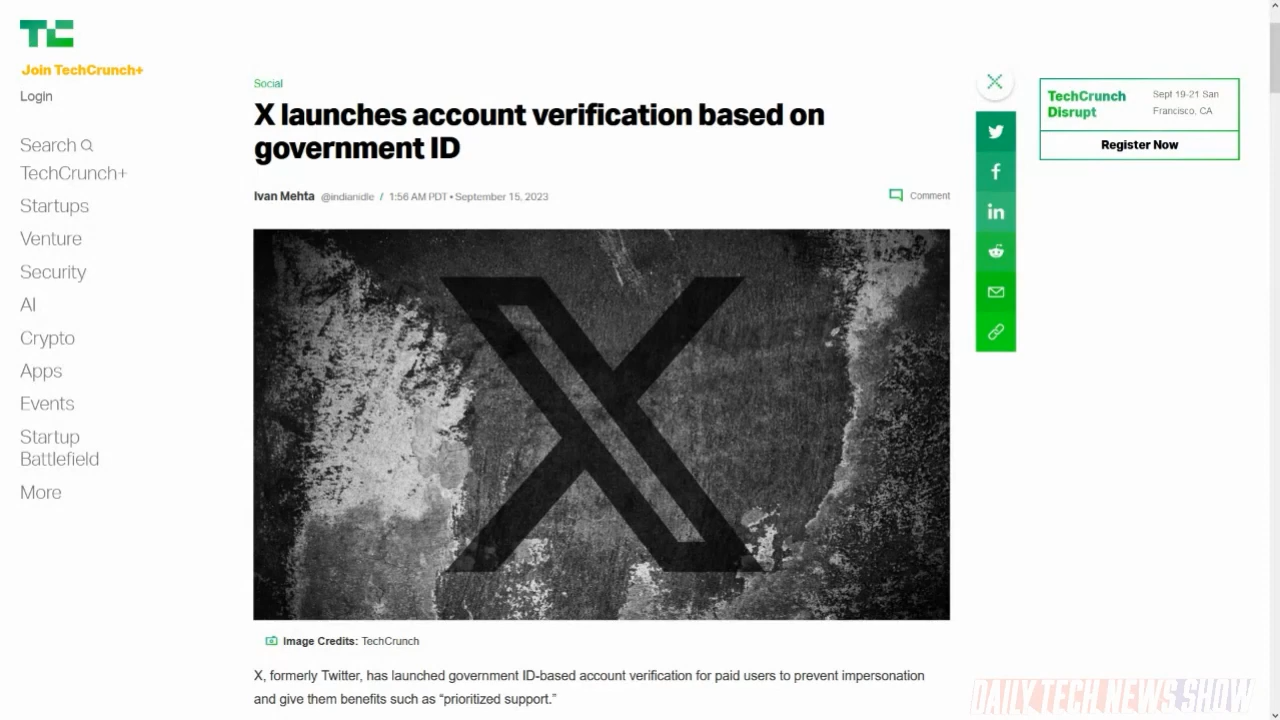 TC
Join TechCrunch+
Login
Search
TechCrunch+
Startups
Venture
Security
AI
Crypto
Apps
Events
Startup
Battlefield
More
Social
X launches account verification based on
government ID
Ivan Mehta @indianidle / 1:56 AM PDT • September 15, 2023
Comment
X
Image Credits: TechCrunch
X, formerly Twitter, has launched government ID-based account verification for paid users to prevent impersonation
and give them benefits such as “prioritized support.”
f
in
TechCrunch
Disrupt
Sept 19-21 San
Francisco, CA
Register Now
DAILY TECH NEWS SHOW